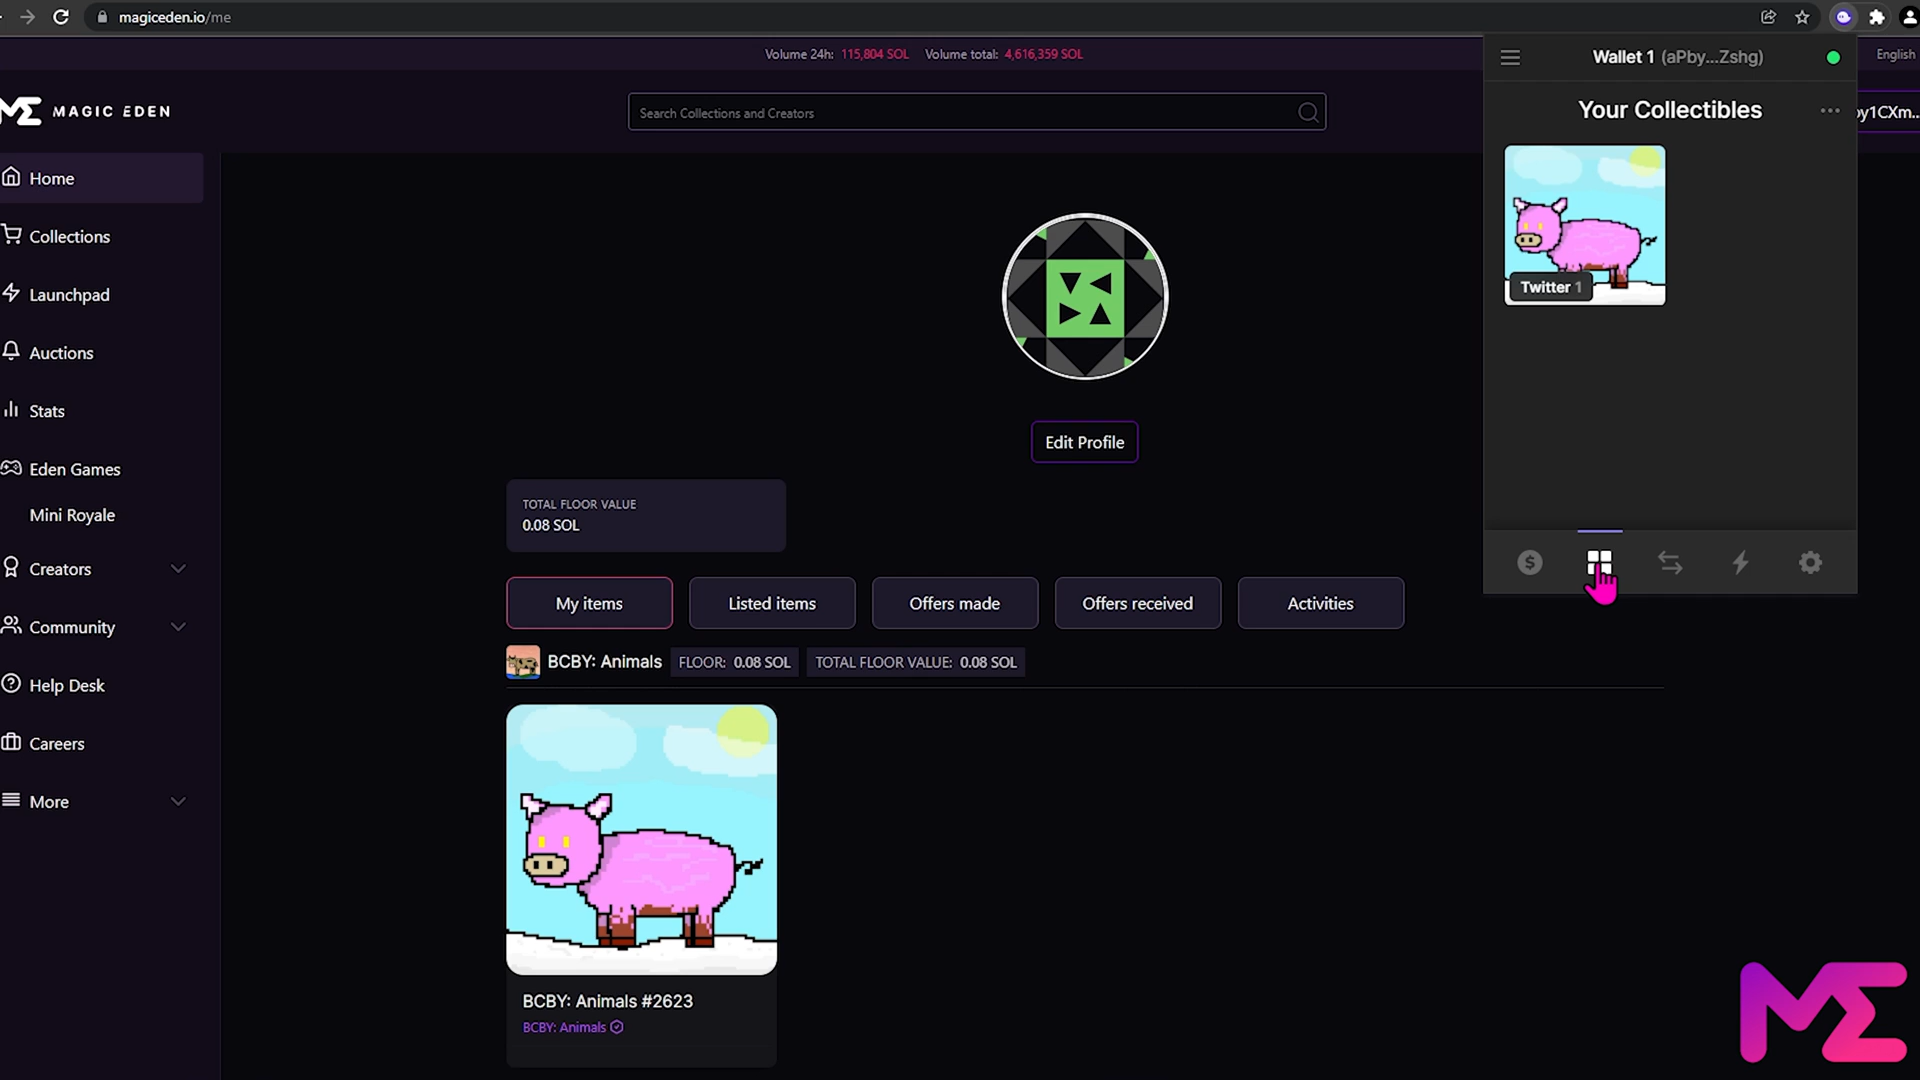 magiceden.io/me
Volume 24h: 115,804 SOL Volume total: 4,616,359 SOL
English
MAGIC EDEN
Search Collections and Creators
Wallet 1 (aPby...Zshg)
Your Collectibles
y1CXm...
Twitter 1
Home
Collections
Launchpad
Auctions
Stats
Eden Games
Mini Royale
Creators
Community
Help Desk
Careers
More
Edit Profile
TOTAL FLOOR VALUE
0.08 SOL
My items
Listed items
Offers made
Offers received
Activities
BCBY: Animals FLOOR: 0.08 SOL TOTAL FLOOR VALUE: 0.08 SOL
BCBY: Animals #2623
BCBY: Animals
ME